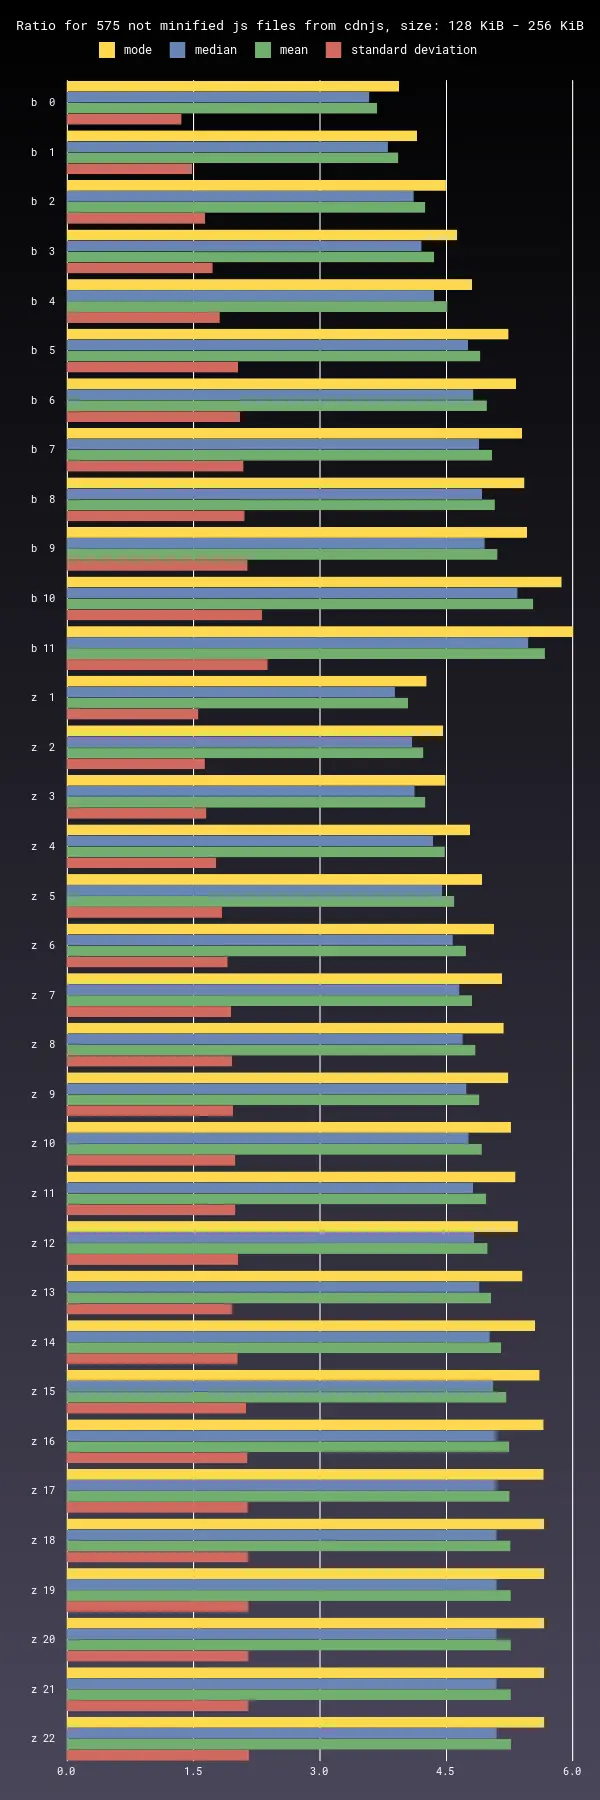 Ratio for 575 not minified js files from cdnjs, size: 128 KiB - 256 KiB
mode median mean standard deviation
b 0
b 1
b 2
b 3
b 4
b 5
b 6
b 7
b 8
b 9
b 10
b 11
z 1
z 2
z 3
z 4
z 5
z 6
z 7
z 8
z 9
z 10
z 11
z 12
z 13
z 14
z 15
z 16
z 17
z 18
z 19
z 20
z 21
z 22
0.0 1.5 3.0 4.5 6.0